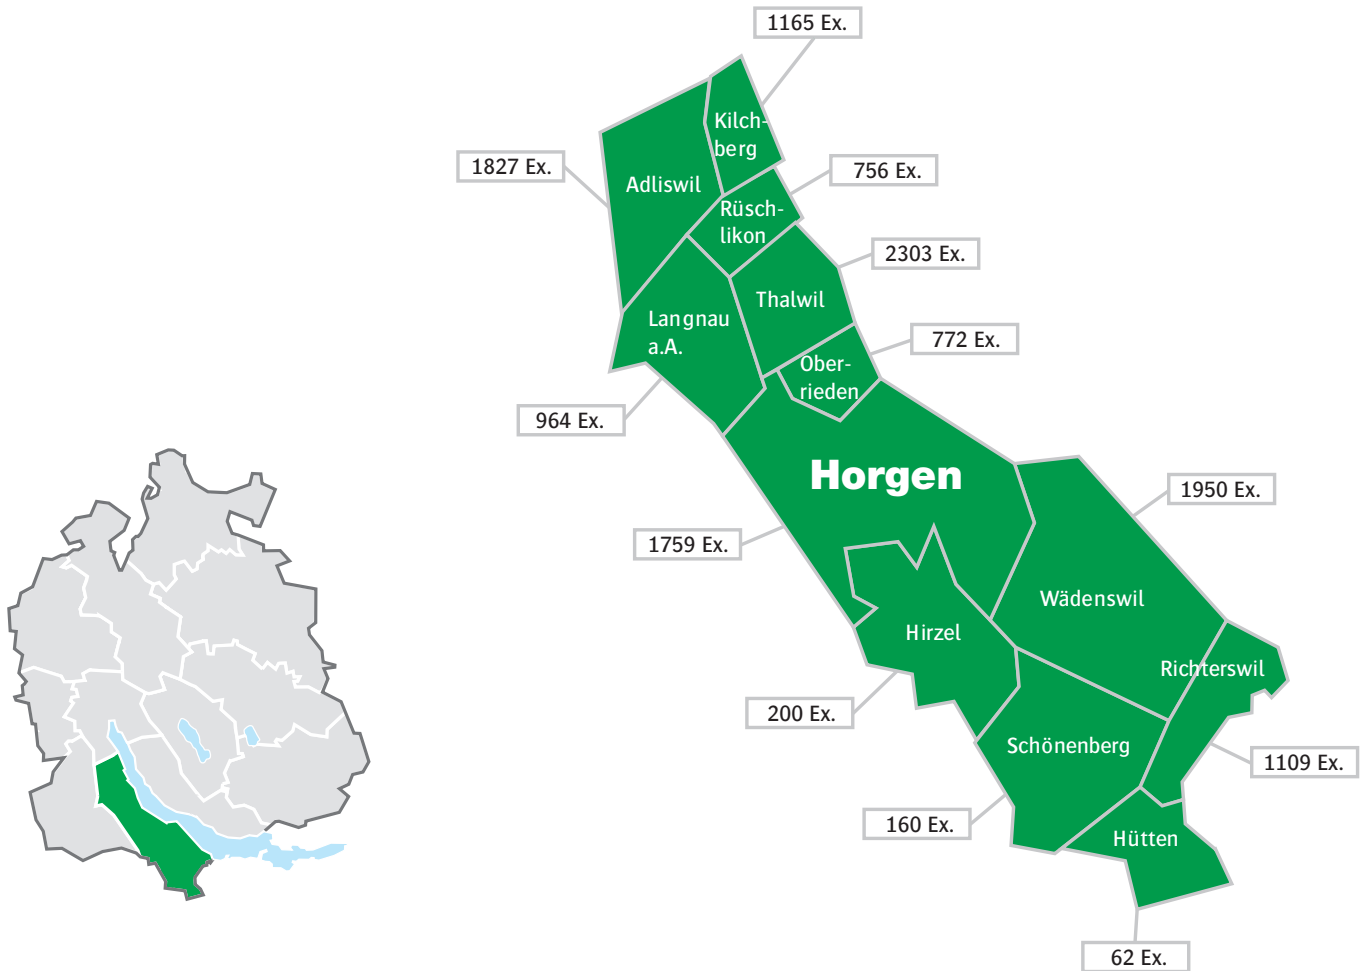 1165 Ex.
Kilch-
berg
1827 Ex.
756 Ex.
Adliswil
Rüsch-
likon
2303 Ex.
Thalwil
Langnau
a.A.
772 Ex.
Ober-
rieden
964 Ex.
Horgen
1950 Ex.
1759 Ex.
Wädenswil
Hirzel
Richterswil
200 Ex.
Schönenberg
1109 Ex.
160 Ex.
Hütten
62 Ex.